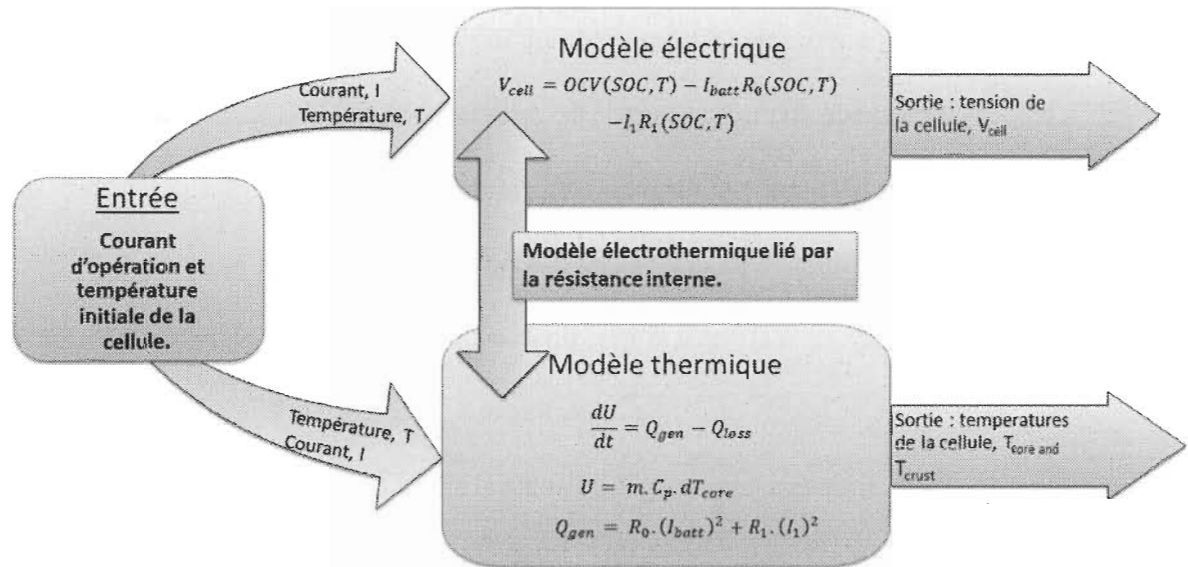 Modèle électrique
V_cell = OCV(SOC, T) − I_batt R_0(SOC, T)
−I_1 R_1(SOC, T)
Courant, I
Température, T
Sortie : tension de
la cellule, V_cell
Entrée
Courant
d'opération et
température
initiale de la
cellule.
Modèle électrothermique lié par
la résistance interne.
Modèle thermique
dU/dt = Q_gen − Q_loss
U = m. C_p. dT_core
Q_gen = R_0. (I_batt)^2 + R_1. (I_1)^2
Température, T
Courant, I
Sortie : temperatures
de la cellule, T_core and
T_crust